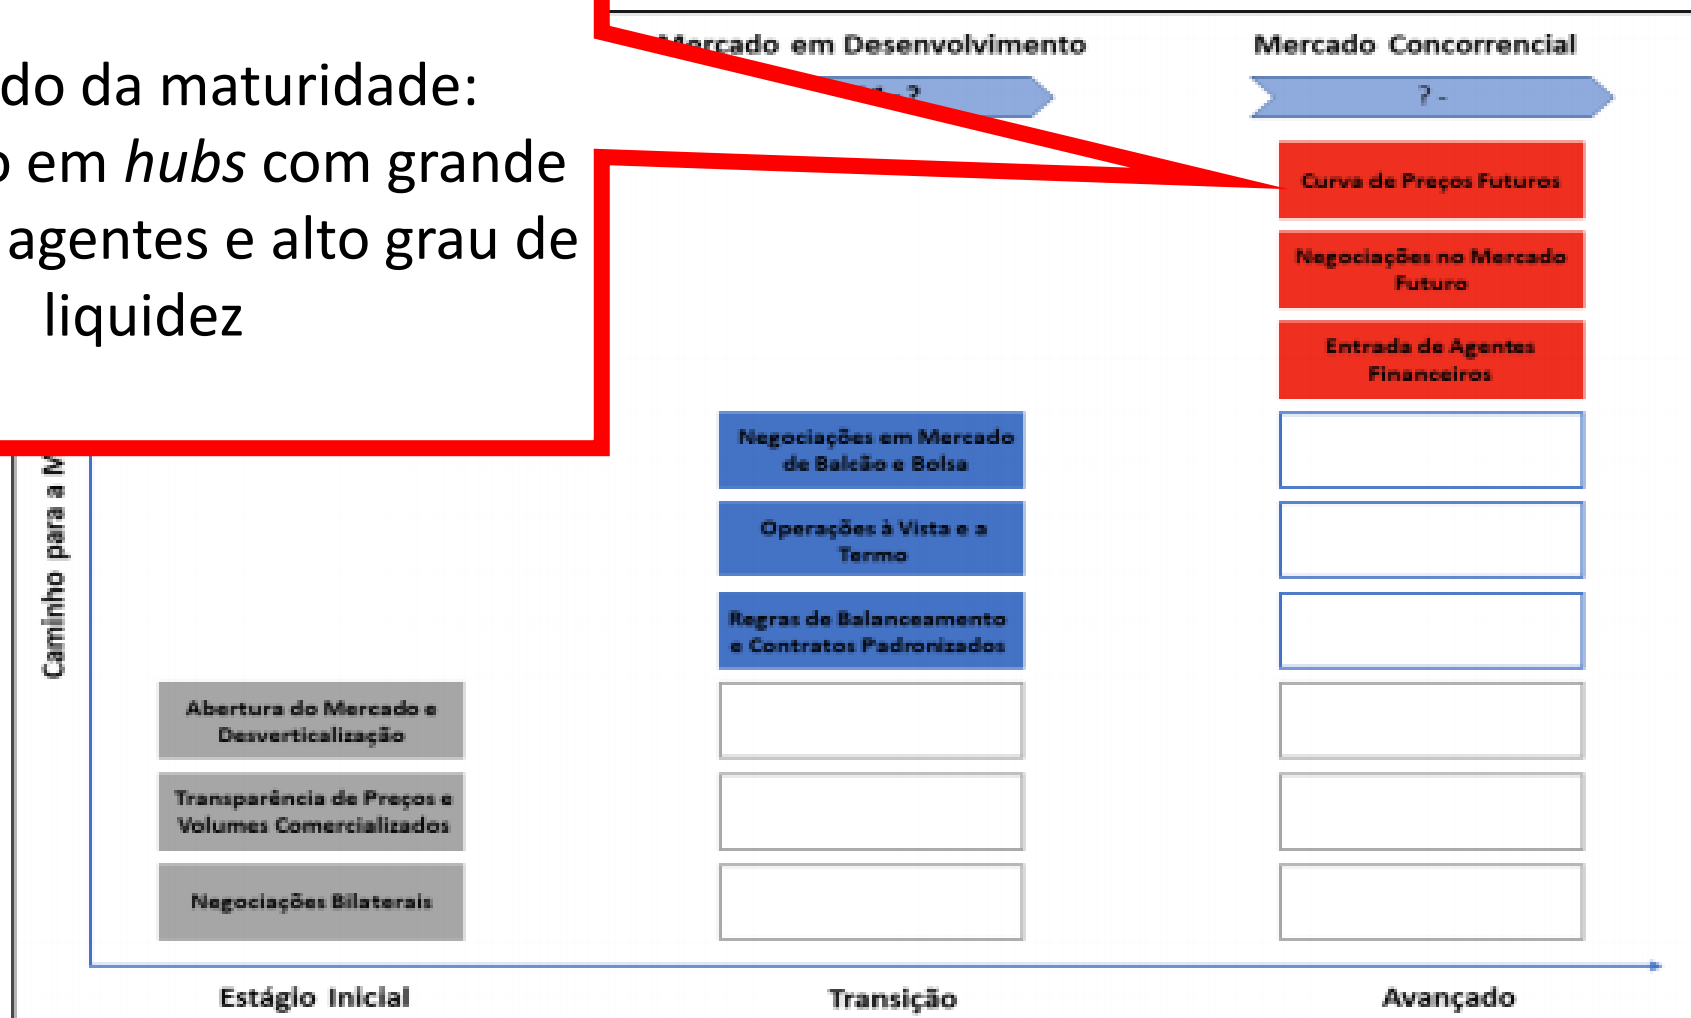 Mercado em Desenvolvimento
Mercado Concorrencial
? -
do da maturidade:
em hubs com grande
agentes e alto grau de
liquidez
Curva de Preços Futuros
Negociações no Mercado
Futuro
Entrada de Agentes
Financeiros
Negociações em Mercado
de Balcão e Bolsa
Operações à Vista e a
Termo
Regras de Balanceamento
e Contratos Padronizados
Caminho para a M
Abertura do Mercado e
Desverticalização
Transparência de Preços e
Volumes Comercializados
Negociações Bilaterais
Estágio Inicial
Transição
Avançado